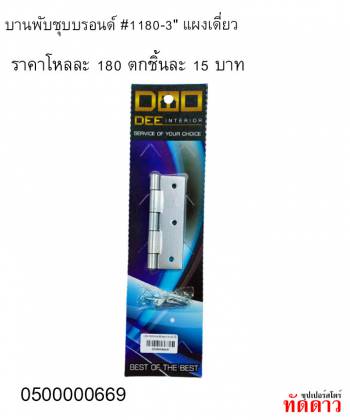 บานพับชุบบรอนด์ #1180-3" แผงเดี่ยว
ราคาโหลละ 180 ตกชิ้นละ 15 บาท
DEE INTERIOR
SERVICE OF YOUR CHOICE
BEST OF THE BEST
0500000669
ซุปเปอร์สโตร์
ทัดดาว